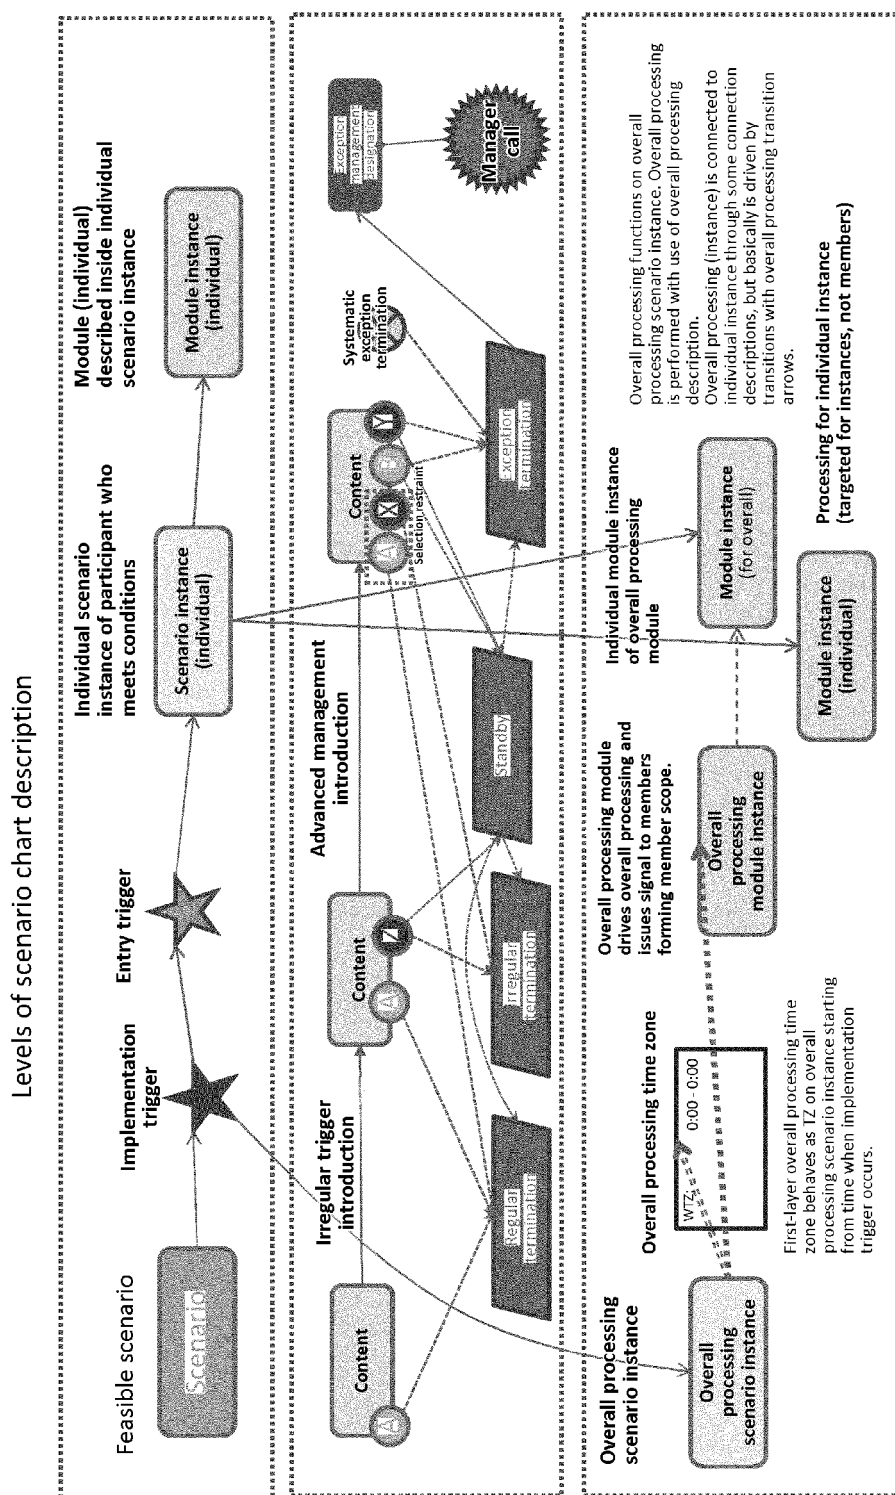 Levels of scenario chart description
Feasible scenario
Scenario
Implementation
trigger
Entry trigger
Individual scenario
instance of participant who
meets conditions
Scenario instance
(individual)
Module (individual)
described inside individual
scenario instance
Module instance
(individual)
Content
A
Irregular trigger
introduction
Content
A
Z
Advanced management
introduction
Content
A
X
B
Y
Selection restraint
Systematic
exception
termination
Exception
management
designation
Manager
call
Regular
termination
Irregular
termination
Standby
Exception
termination
Overall processing
scenario instance
Overall
processing
scenario instance
Overall processing time zone
WTZ
0:00 - 0:00
First-layer overall processing time
zone behaves as TZ on overall
processing scenario instance starting
from time when implementation
trigger occurs.
Overall processing module
drives overall processing and
issues signal to members
forming member scope.
Overall
processing
module instance
Individual module instance
of overall processing
module
Module instance
(for overall)
Module instance
(individual)
Overall processing functions on overall
processing scenario instance. Overall processing
is performed with use of overall processing
description.
Overall processing (instance) is connected to
individual instance through some connection
descriptions, but basically is driven by
transitions with overall processing transition
arrows.
Processing for individual instance
(targeted for instances, not members)